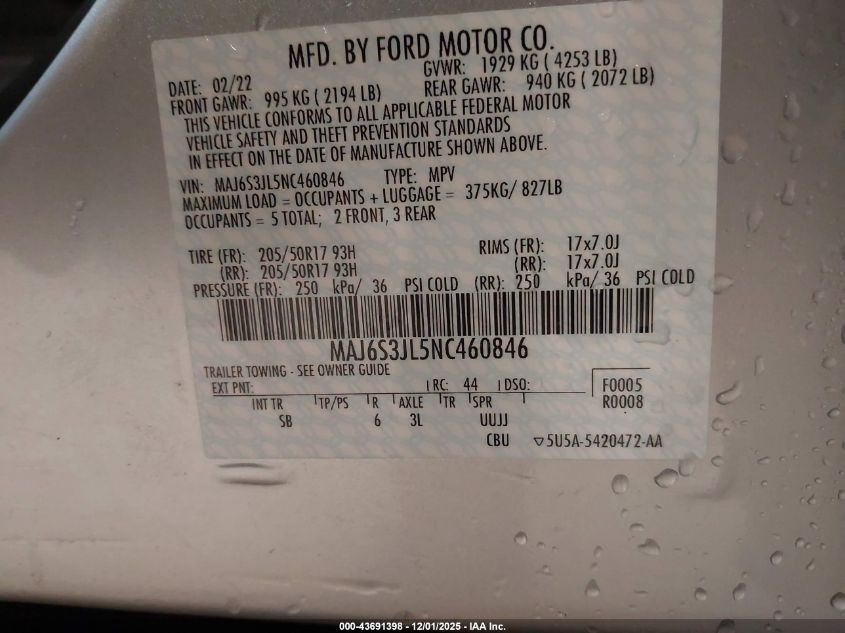 MFD. BY FORD MOTOR CO.
DATE: 02/22 GVWR: 1929 KG ( 4253 LB)
FRONT GAWR: 995 KG ( 2194 LB) REAR GAWR: 940 KG ( 2072 LB)
THIS VEHICLE CONFORMS TO ALL APPLICABLE FEDERAL MOTOR
VEHICLE SAFETY AND THEFT PREVENTION STANDARDS
IN EFFECT ON THE DATE OF MANUFACTURE SHOWN ABOVE.
VIN: MAJ6S3JL5NC460846 TYPE: MPV
MAXIMUM LOAD = OCCUPANTS + LUGGAGE = 375KG/ 827LB
OCCUPANTS = 5 TOTAL; 2 FRONT, 3 REAR
TIRE (FR): 205/50R17 93H RIMS (FR): 17x7.0J
(RR): 205/50R17 93H (RR): 17x7.0J
PRESSURE (FR): 250 kPa/ 36 PSI COLD (RR): 250 kPa/ 36 PSI COLD
MAJ6S3JL5NC460846
TRAILER TOWING - SEE OWNER GUIDE
EXT PNT: RC: 44 DSO: F0005
INT TR TP/PS R AXLE TR SPR R0008
SB 6 3L UUJJ
CBU ▽5U5A-5420472-AA
000-43691398 - 12/01/2025 - IAA Inc.